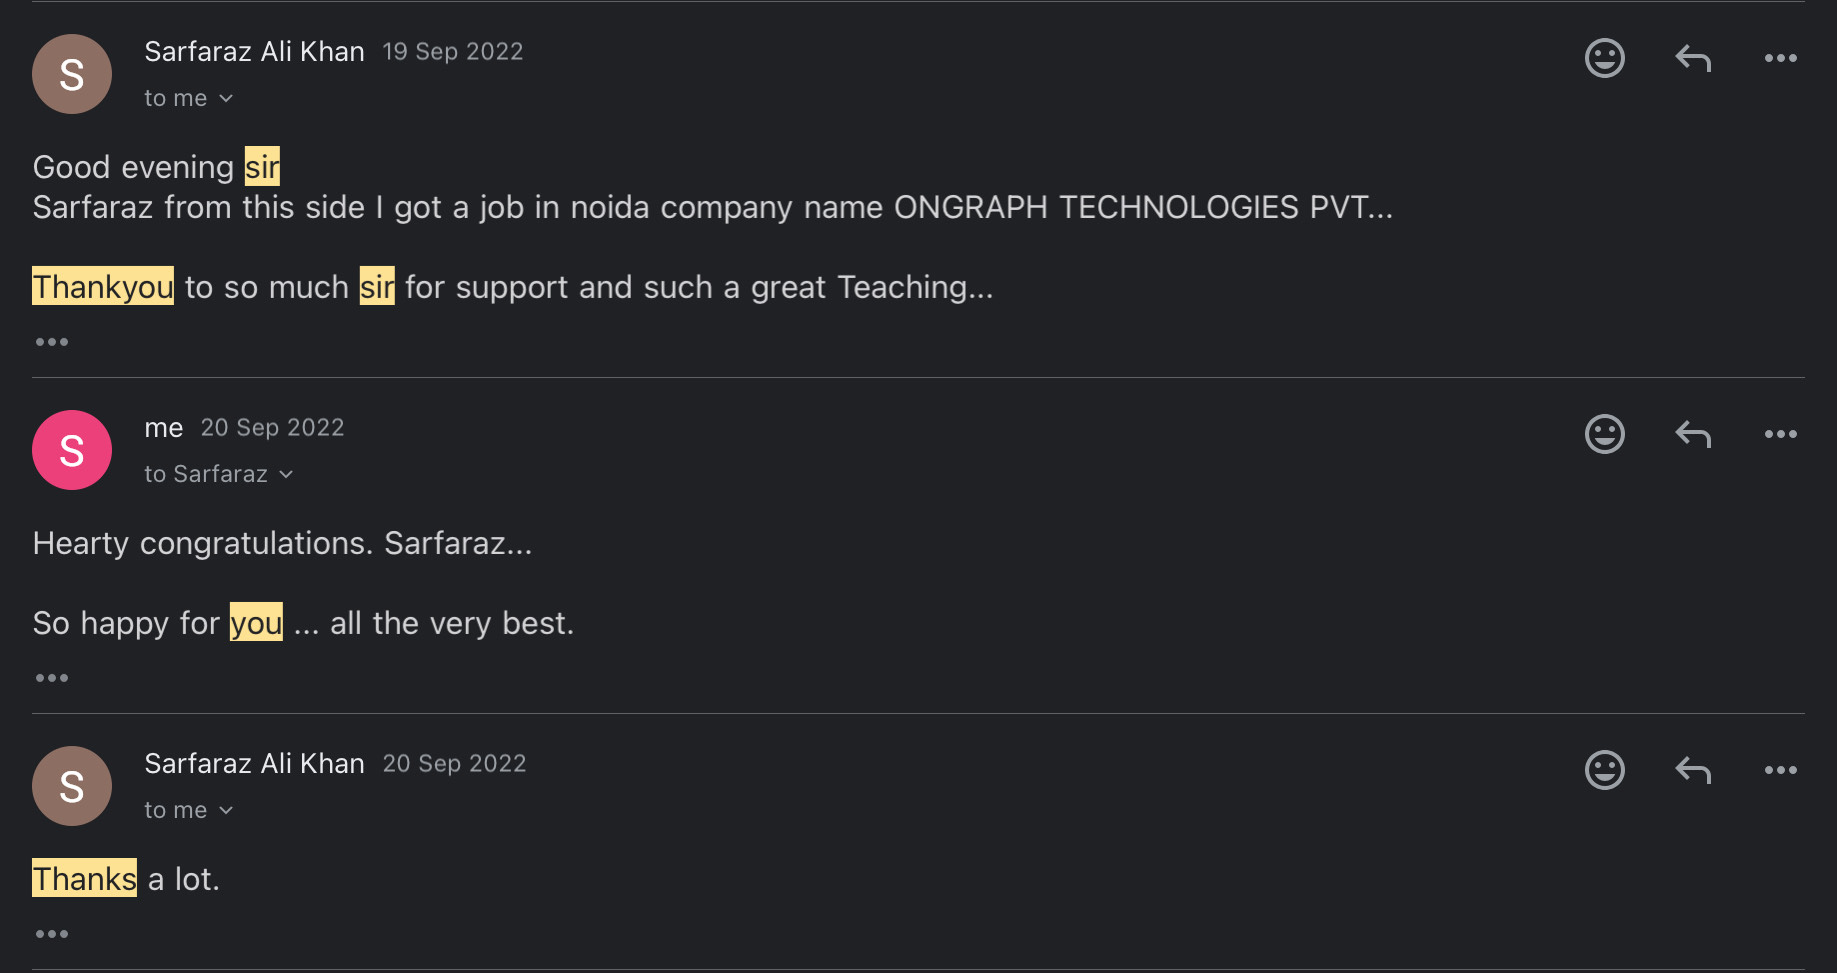 Sarfaraz Ali Khan 19 Sep 2022
S
to me
Good evening sir
Sarfaraz from this side I got a job in noida company name ONGRAPH TECHNOLOGIES PVT...
Thankyou to so much sir for support and such a great Teaching...
me 20 Sep 2022
S
to Sarfaraz
Hearty congratulations. Sarfaraz...
So happy for you ... all the very best.
Sarfaraz Ali Khan 20 Sep 2022
S
to me
Thanks a lot.